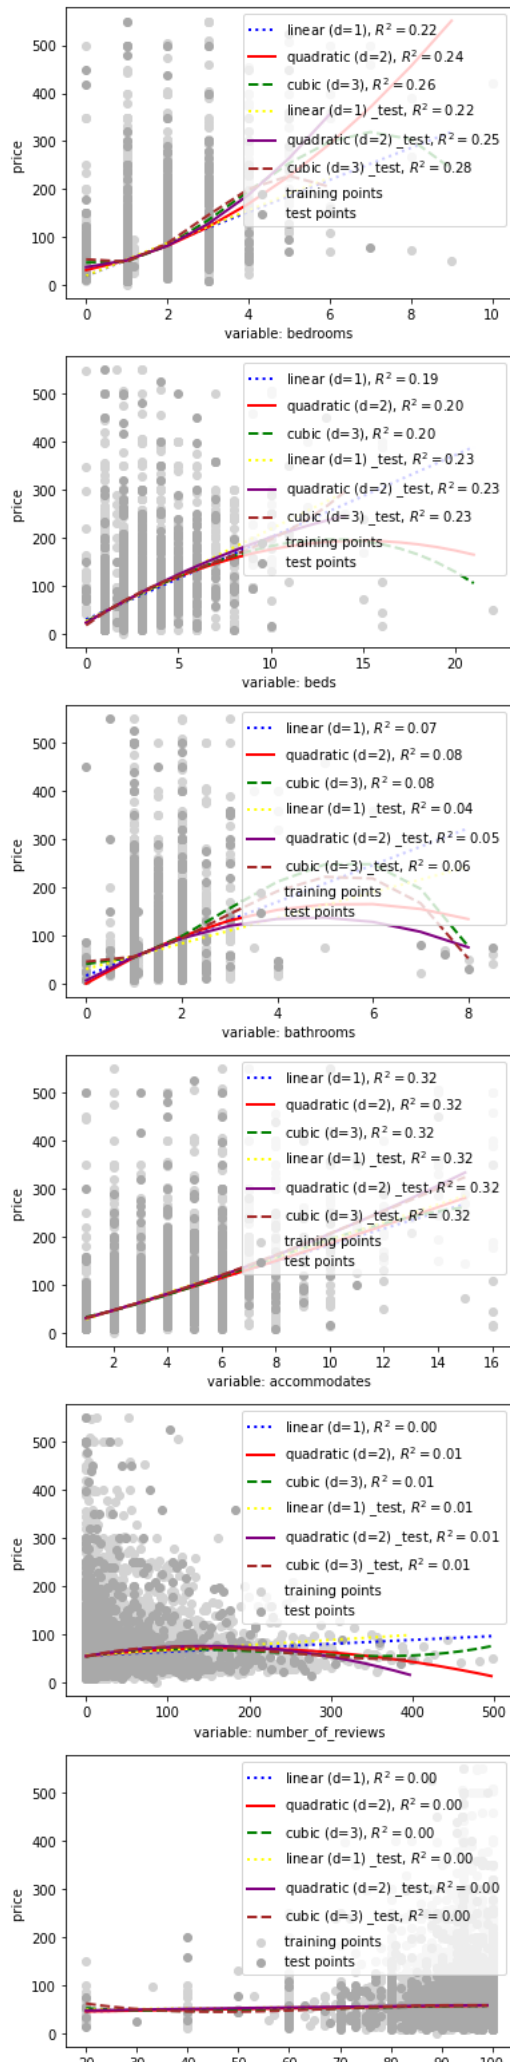 500
400
300
200
100
0
price
linear (d=1), R² = 0.22
quadratic (d=2), R² = 0.24
cubic (d=3), R² = 0.26
linear (d=1) _test, R² = 0.22
quadratic (d=2) _test, R² = 0.25
cubic (d=3) _test, R² = 0.28
training points
test points
0 2 4 6 8 10
variable: bedrooms
500
400
300
200
100
0
price
linear (d=1), R² = 0.19
quadratic (d=2), R² = 0.20
cubic (d=3), R² = 0.20
linear (d=1) _test, R² = 0.23
quadratic (d=2) _test, R² = 0.23
cubic (d=3) _test, R² = 0.23
training points
test points
0 5 10 15 20
variable: beds
500
400
300
200
100
0
price
linear (d=1), R² = 0.07
quadratic (d=2), R² = 0.08
cubic (d=3), R² = 0.08
linear (d=1) _test, R² = 0.04
quadratic (d=2) _test, R² = 0.05
cubic (d=3) _test, R² = 0.06
training points
test points
0 2 4 6 8
variable: bathrooms
500
400
300
200
100
0
price
linear (d=1), R² = 0.32
quadratic (d=2), R² = 0.32
cubic (d=3), R² = 0.32
linear (d=1) _test, R² = 0.32
quadratic (d=2) _test, R² = 0.32
cubic (d=3) _test, R² = 0.32
training points
test points
2 4 6 8 10 12 14 16
variable: accommodates
500
400
300
200
100
0
price
linear (d=1), R² = 0.00
quadratic (d=2), R² = 0.01
cubic (d=3), R² = 0.01
linear (d=1) _test, R² = 0.01
quadratic (d=2) _test, R² = 0.01
cubic (d=3) _test, R² = 0.01
training points
test points
0 100 200 300 400 500
variable: number_of_reviews
500
400
300
200
100
0
price
linear (d=1), R² = 0.00
quadratic (d=2), R² = 0.00
cubic (d=3), R² = 0.00
linear (d=1) _test, R² = 0.00
quadratic (d=2) _test, R² = 0.00
cubic (d=3) _test, R² = 0.00
training points
test points
20 30 40 50 60 70 80 90 100